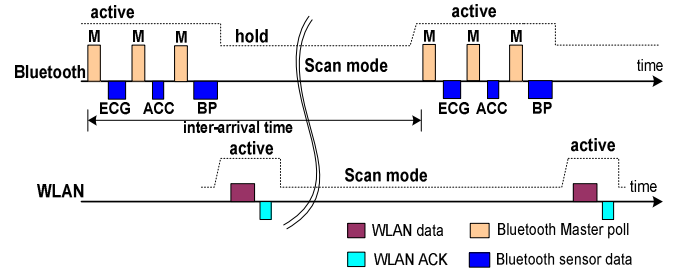 active active
M M M hold M M M
Bluetooth Scan mode time
ECG ACC BP ECG ACC BP
inter-arrival time
active active
WLAN Scan mode time
WLAN data Bluetooth Master poll
WLAN ACK Bluetooth sensor data